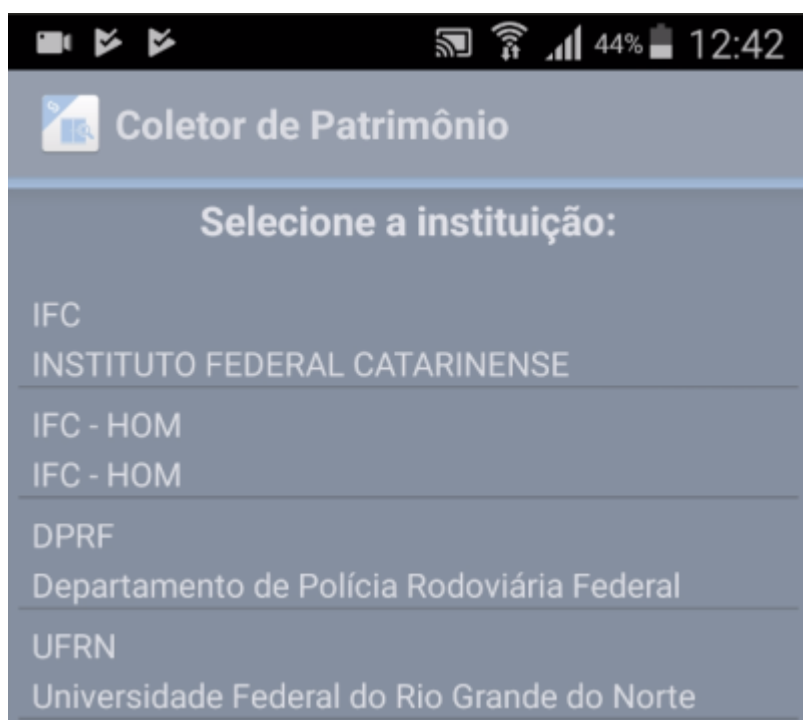 44% 12:42
Coletor de Patrimônio
Selecione a instituição:
IFC
INSTITUTO FEDERAL CATARINENSE
IFC - HOM
IFC - HOM
DPRF
Departamento de Polícia Rodoviária Federal
UFRN
Universidade Federal do Rio Grande do Norte